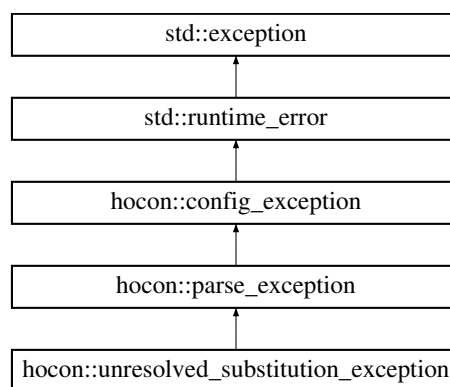 std::exception
std::runtime_error
hocon::config_exception
hocon::parse_exception
hocon::unresolved_substitution_exception